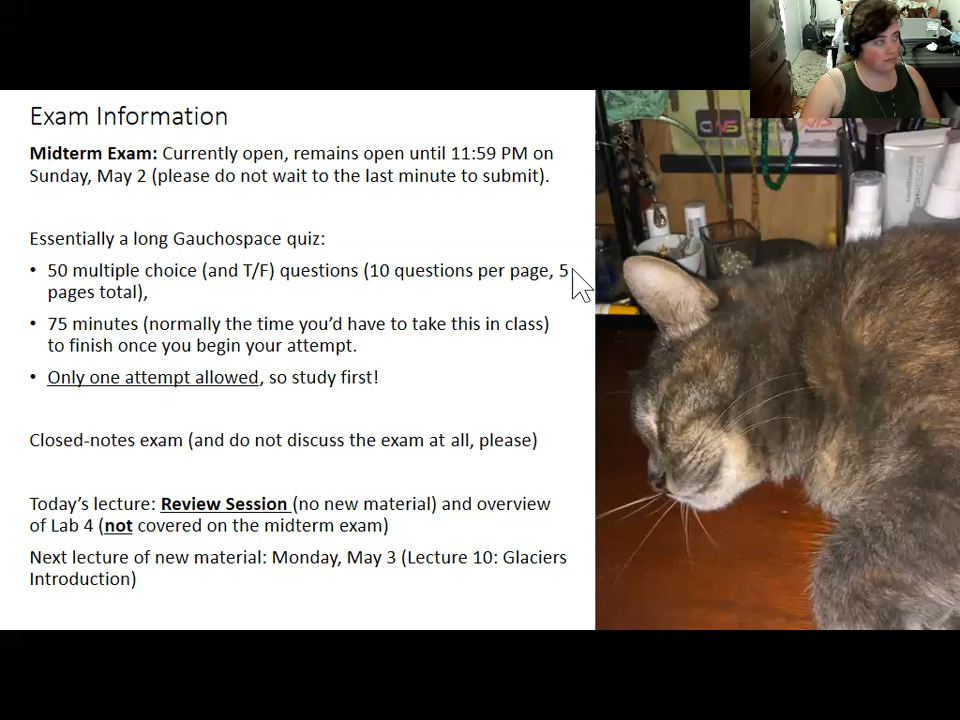 Exam Information
Midterm Exam: Currently open, remains open until 11:59 PM on
Sunday, May 2 (please do not wait to the last minute to submit).
Essentially a long Gauchospace quiz:
• 50 multiple choice (and T/F) questions (10 questions per page, 5
pages total),
• 75 minutes (normally the time you’d have to take this in class)
to finish once you begin your attempt.
• Only one attempt allowed, so study first!
Closed-notes exam (and do not discuss the exam at all, please)
Today’s lecture: Review Session (no new material) and overview
of Lab 4 (not covered on the midterm exam)
Next lecture of new material: Monday, May 3 (Lecture 10: Glaciers
Introduction)